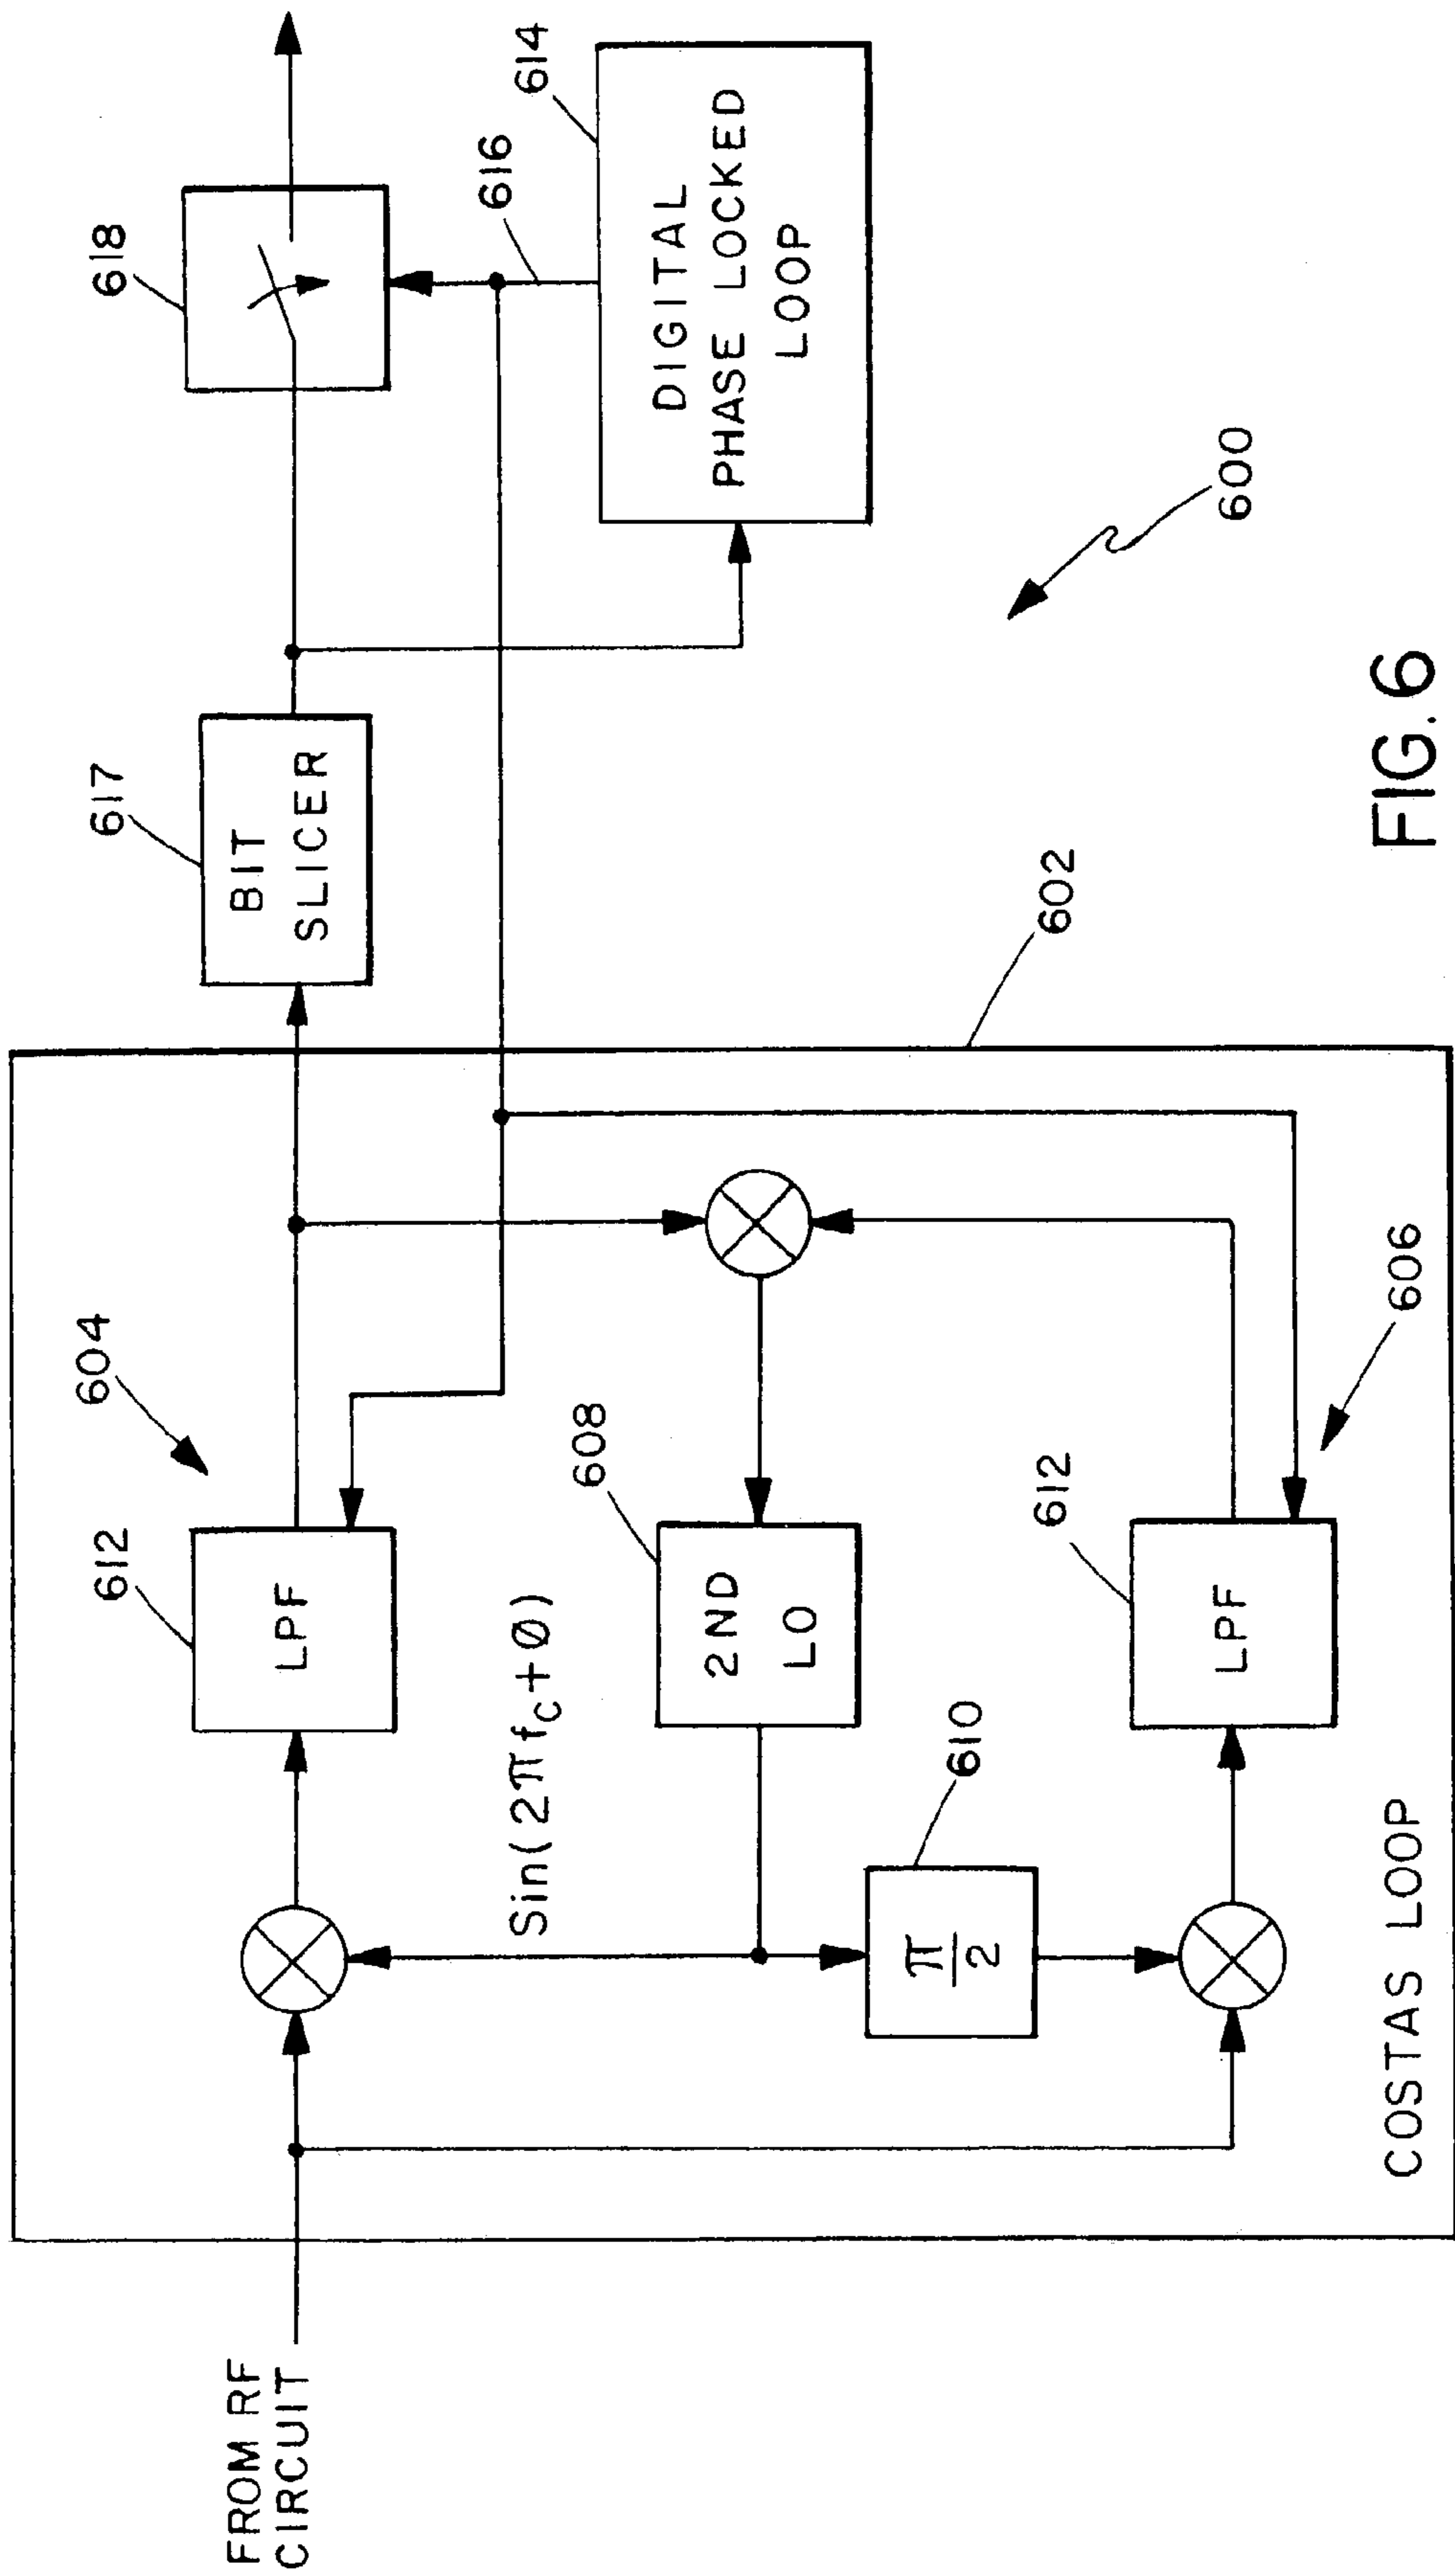 FROM RF
CIRCUIT
604
612
LPF
Sin(2πf_C+Ø)
608
2ND
LO
610
π
2
612
LPF
606
COSTAS LOOP
602
617
BIT
SLICER
618
616
614
DIGITAL
PHASE LOCKED
LOOP
600
FIG. 6